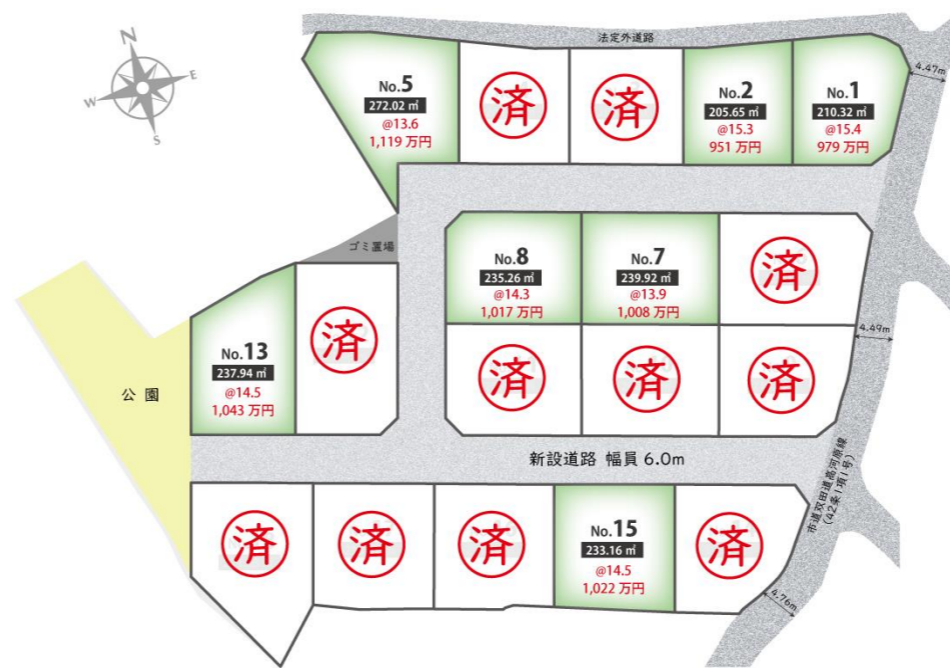 N
W
E
S
法定外道路
4.47m
No.5
272.02 ㎡
@13.6
1,119 万円
済
済
No.2
205.65 ㎡
@15.3
951 万円
No.1
210.32 ㎡
@15.4
979 万円
ゴミ置場
No.8
235.26 ㎡
@14.3
1,017 万円
No.7
239.92 ㎡
@13.9
1,008 万円
済
4.49m
公園
No.13
237.94 ㎡
@14.5
1,043 万円
済
済
済
済
新設道路 幅員 6.0m
市道双田道高河原線
(42条1項1号)
済
済
済
No.15
233.16 ㎡
@14.5
1,022 万円
済
4.76m